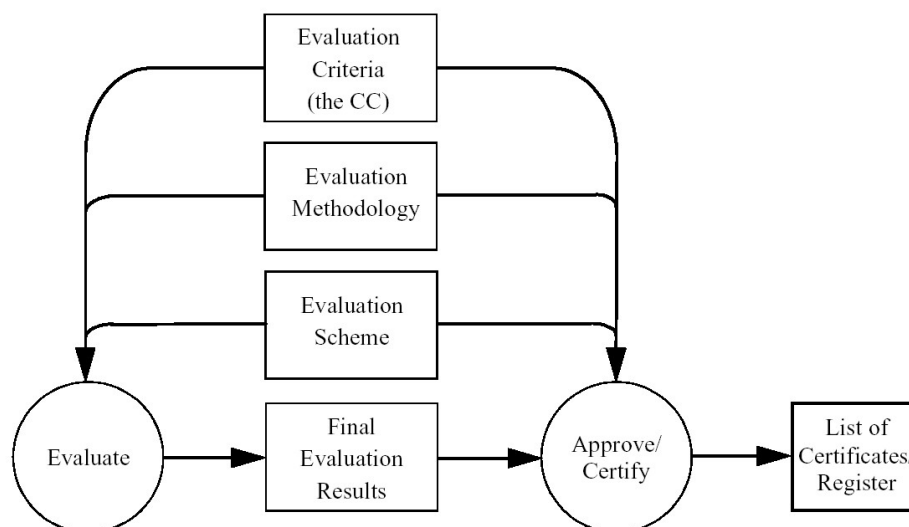 Evaluation
Criteria
(the CC)
Evaluation
Methodology
Evaluation
Scheme
Evaluate
Final
Evaluation
Results
Approve/
Certify
List of
Certificates/
Register